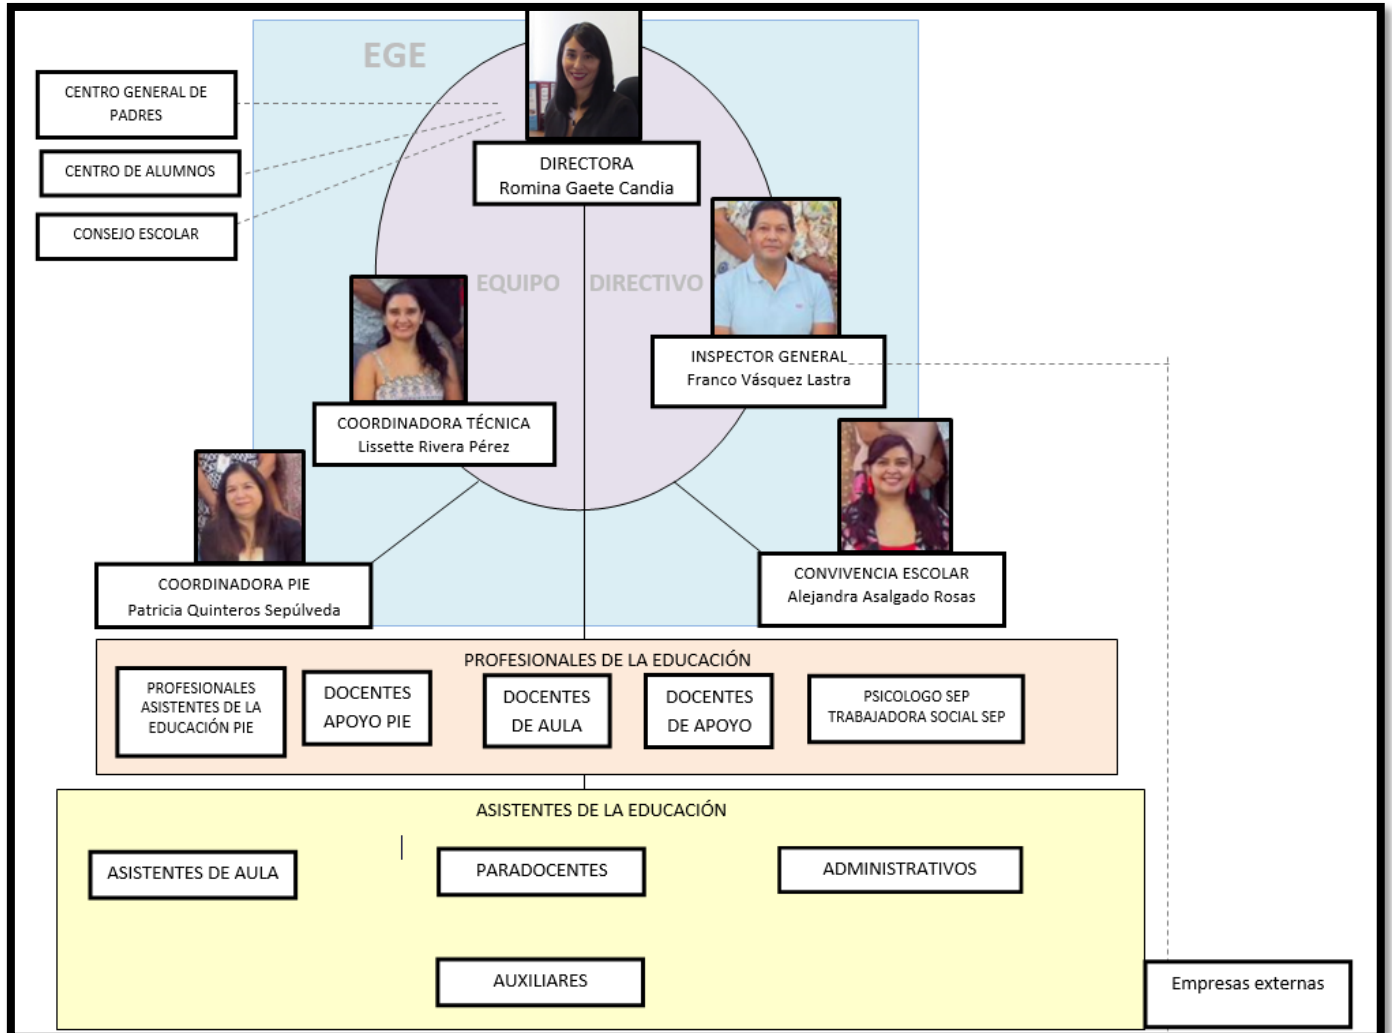 EGE
CENTRO GENERAL DE
PADRES
CENTRO DE ALUMNOS
CONSEJO ESCOLAR
DIRECTORA
Romina Gaete Candia
EQUIPO DIRECTIVO
INSPECTOR GENERAL
Franco Vásquez Lastra
COORDINADORA TÉCNICA
Lissette Rivera Pérez
COORDINADORA PIE
Patricia Quinteros Sepúlveda
CONVIVENCIA ESCOLAR
Alejandra Asalgado Rosas
PROFESIONALES DE LA EDUCACIÓN
PROFESIONALES
ASISTENTES DE LA
EDUCACIÓN PIE
DOCENTES
APOYO PIE
DOCENTES
DE AULA
DOCENTES
DE APOYO
PSICOLOGO SEP
TRABAJADORA SOCIAL SEP
ASISTENTES DE LA EDUCACIÓN
ASISTENTES DE AULA
PARADOCENTES
ADMINISTRATIVOS
AUXILIARES
Empresas externas